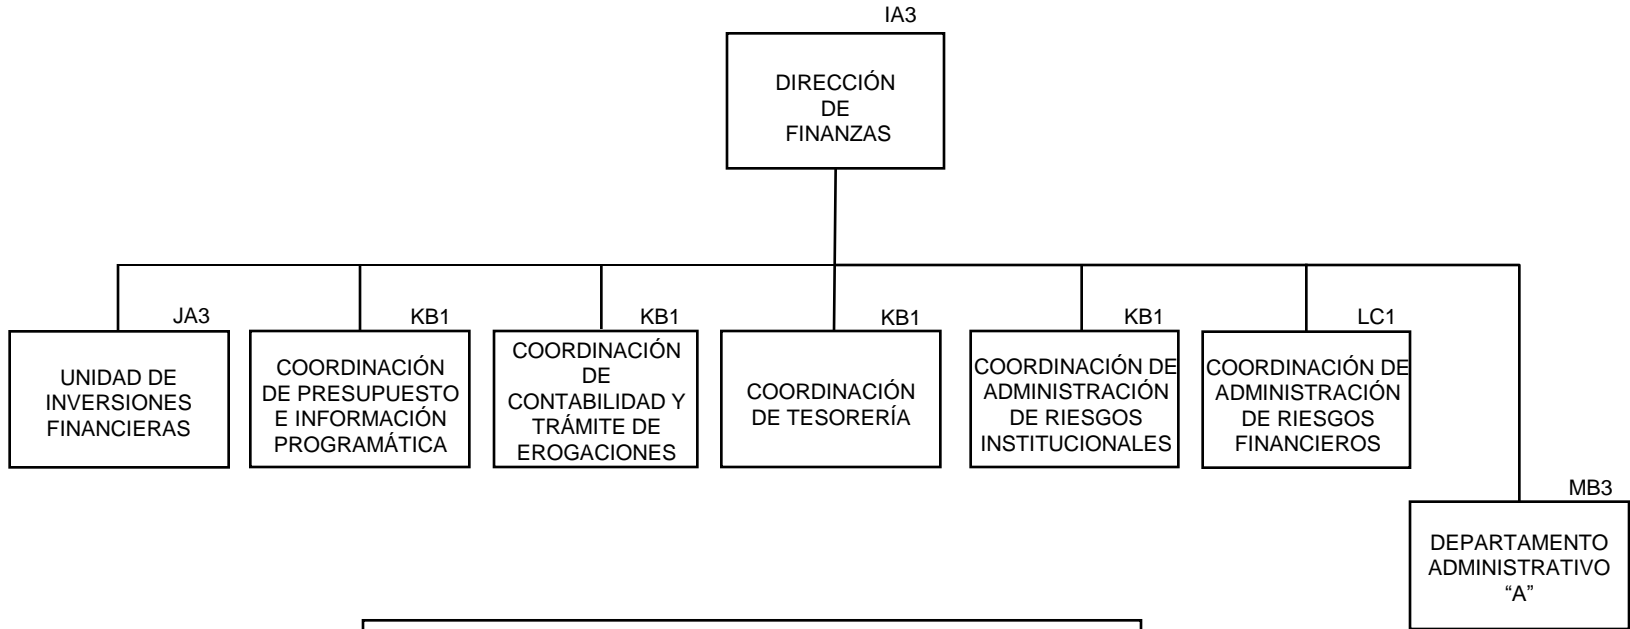 IA3
DIRECCIÓN
DE
FINANZAS
JA3
UNIDAD DE
INVERSIONES
FINANCIERAS
KB1
COORDINACIÓN
DE PRESUPUESTO
E INFORMACIÓN
PROGRAMÁTICA
KB1
COORDINACIÓN
DE
CONTABILIDAD Y
TRÁMITE DE
EROGACIONES
KB1
COORDINACIÓN
DE TESORERÍA
KB1
COORDINACIÓN DE
ADMINISTRACIÓN
DE RIESGOS
INSTITUCIONALES
LC1
COORDINACIÓN DE
ADMINISTRACIÓN
DE RIESGOS
FINANCIEROS
MB3
DEPARTAMENTO
ADMINISTRATIVO
“A”